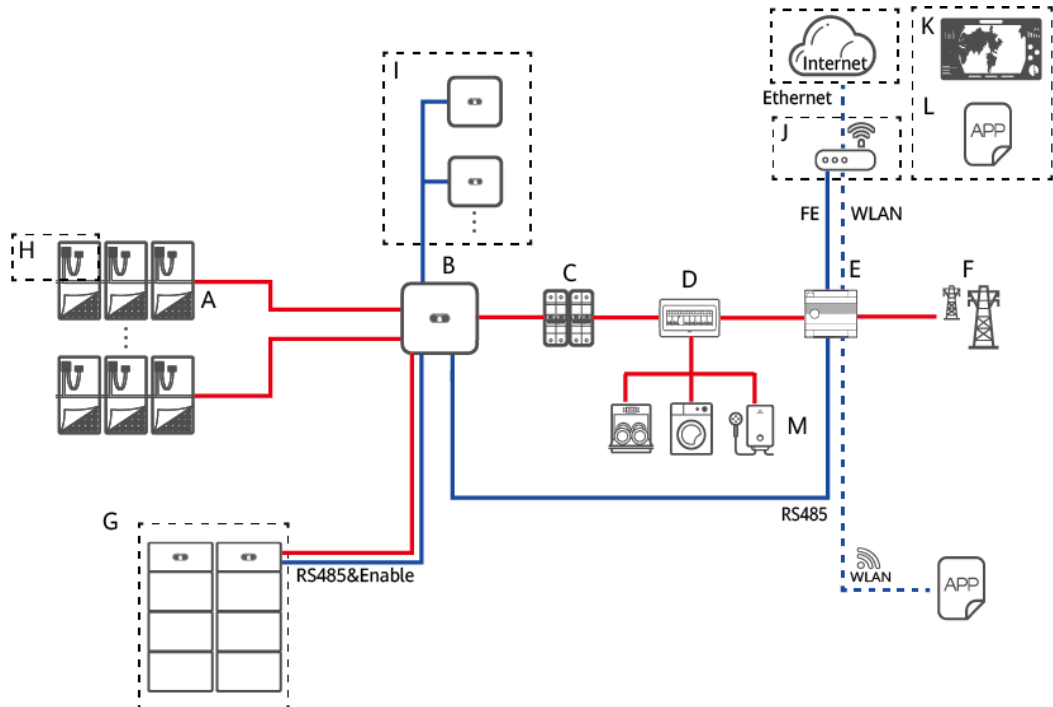 I
Internet
K
Ethernet
L
APP
J
FE
WLAN
H
A
B
C
D
E
F
M
RS485
G
RS485&Enable
WLAN
APP